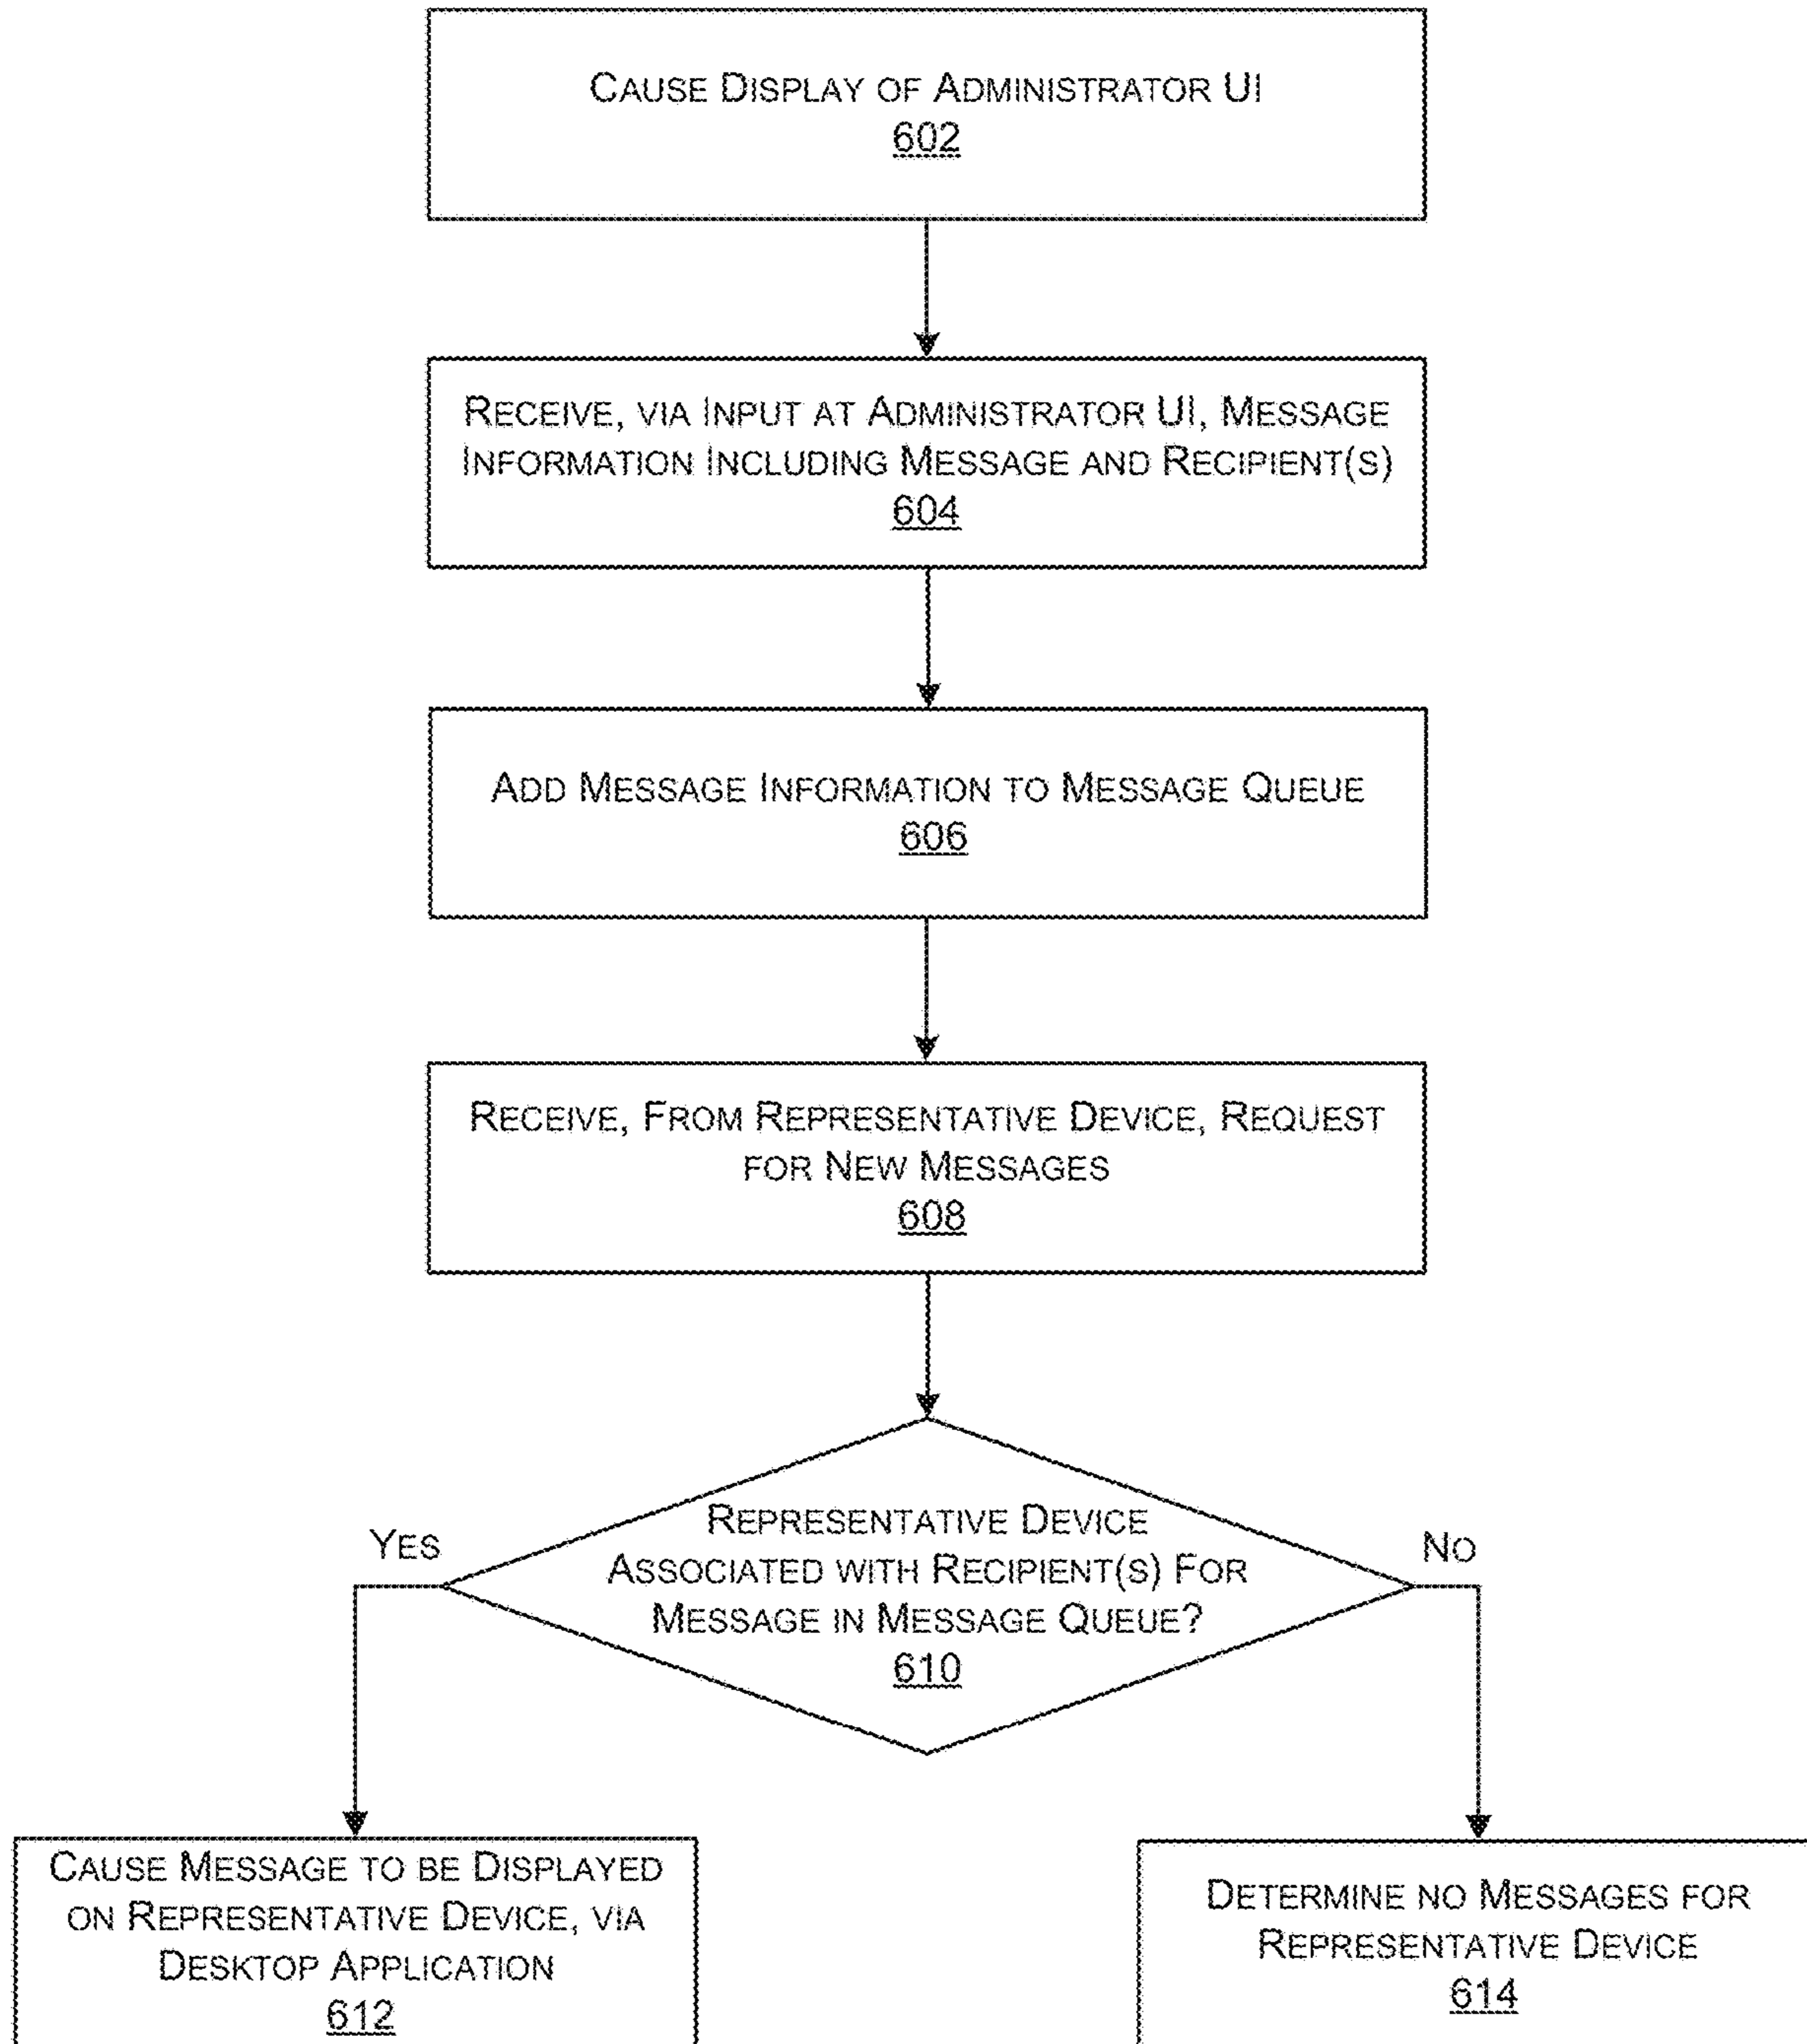 Cause Display of Administrator UI
602
Receive, via Input at Administrator UI, Message
Information Including Message and Recipient(s)
604
Add Message Information to Message Queue
606
Receive, From Representative Device, Request
for New Messages
608
Representative Device
Associated with Recipient(s) For
Message in Message Queue?
610
Yes
No
Cause Message to be Displayed
on Representative Device, via
Desktop Application
612
Determine no Messages for
Representative Device
614